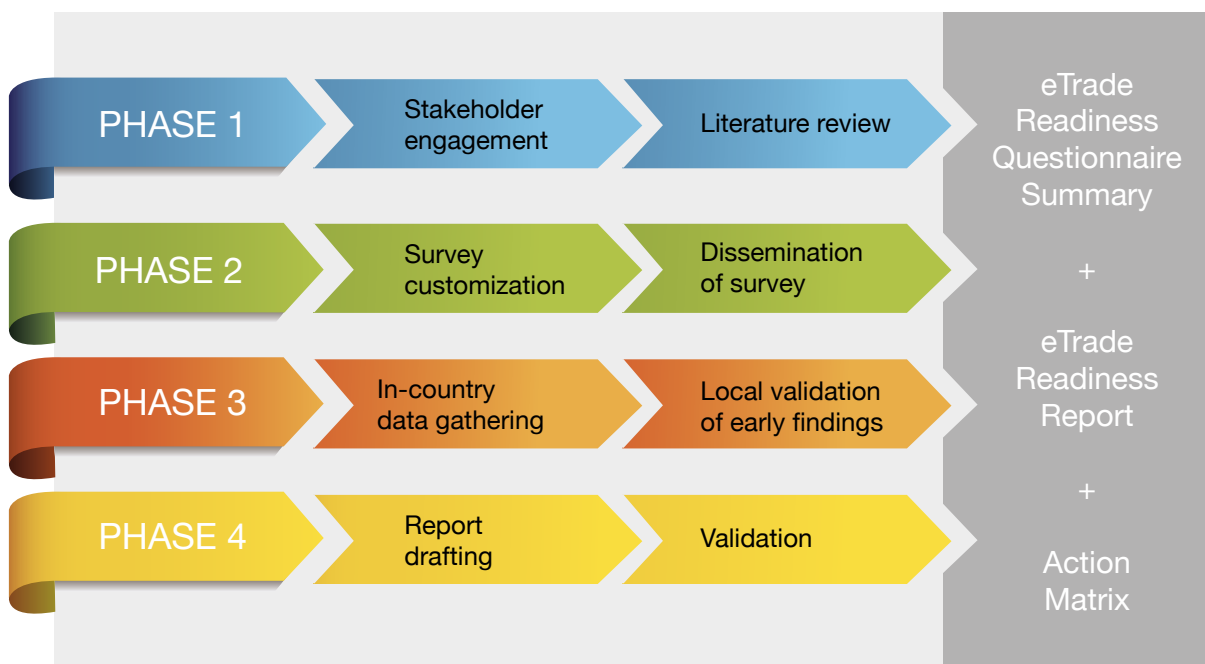 PHASE 1
Stakeholder
engagement
Literature review
PHASE 2
Survey
customization
Dissemination
of survey
PHASE 3
In-country
data gathering
Local validation
of early findings
PHASE 4
Report
drafting
Validation
eTrade
Readiness
Questionnaire
Summary
+
eTrade
Readiness
Report
+
Action
Matrix